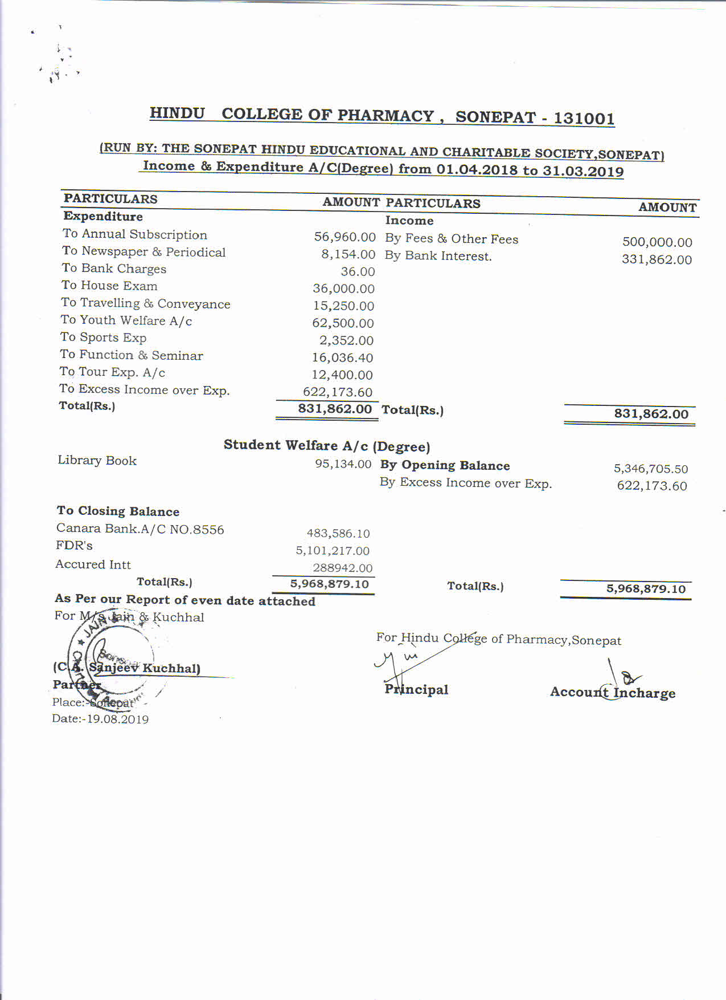 HINDU COLLEGE OF PHARMACY , SONEPAT - 131001
(RUN BY: THE SONEPAT HINDU EDUCATIONAL AND CHARITABLE SOCIETY,SONEPAT)
Income & Expenditure A/C(Degree) from 01.04.2018 to 31.03.2019
PARTICULARS AMOUNT PARTICULARS AMOUNT
Expenditure Income
To Annual Subscription 56,960.00 By Fees & Other Fees 500,000.00
To Newspaper & Periodical 8,154.00 By Bank Interest. 331,862.00
To Bank Charges 36.00
To House Exam 36,000.00
To Travelling & Conveyance 15,250.00
To Youth Welfare A/c 62,500.00
To Sports Exp 2,352.00
To Function & Seminar 16,036.40
To Tour Exp. A/c 12,400.00
To Excess Income over Exp. 622,173.60
Total(Rs.) 831,862.00 Total(Rs.) 831,862.00
Student Welfare A/c (Degree)
Library Book 95,134.00 By Opening Balance 5,346,705.50
By Excess Income over Exp. 622,173.60
To Closing Balance
Canara Bank.A/C NO.8556 483,586.10
FDR's 5,101,217.00
Accured Intt 288942.00
Total(Rs.) 5,968,879.10 Total(Rs.) 5,968,879.10
As Per our Report of even date attached
For M/s Jain & Kuchhal
For Hindu College of Pharmacy,Sonepat
(C.A. Sanjeev Kuchhal)
Partner Principal Account Incharge
Place:-Sonepat
Date:-19.08.2019
JAIN &